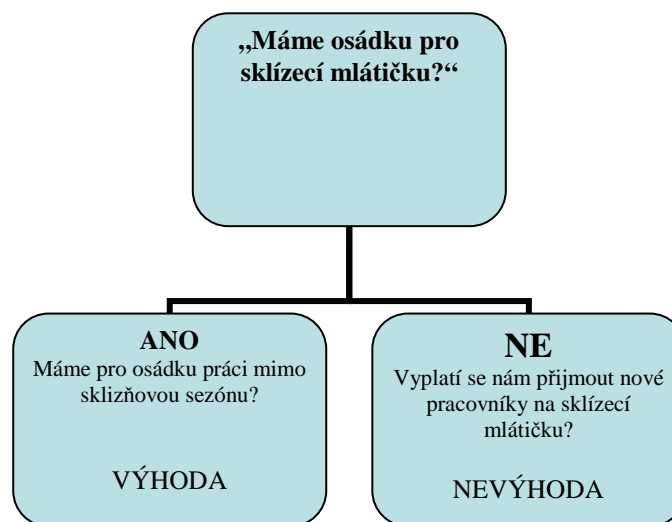 „Máme osádku pro
sklízecí mlátičku?“
ANO
Máme pro osádku práci mimo
sklizňovou sezónu?
VÝHODA
NE
Vyplatí se nám přijmout nové
pracovníky na sklízecí
mlátičku?
NEVÝHODA